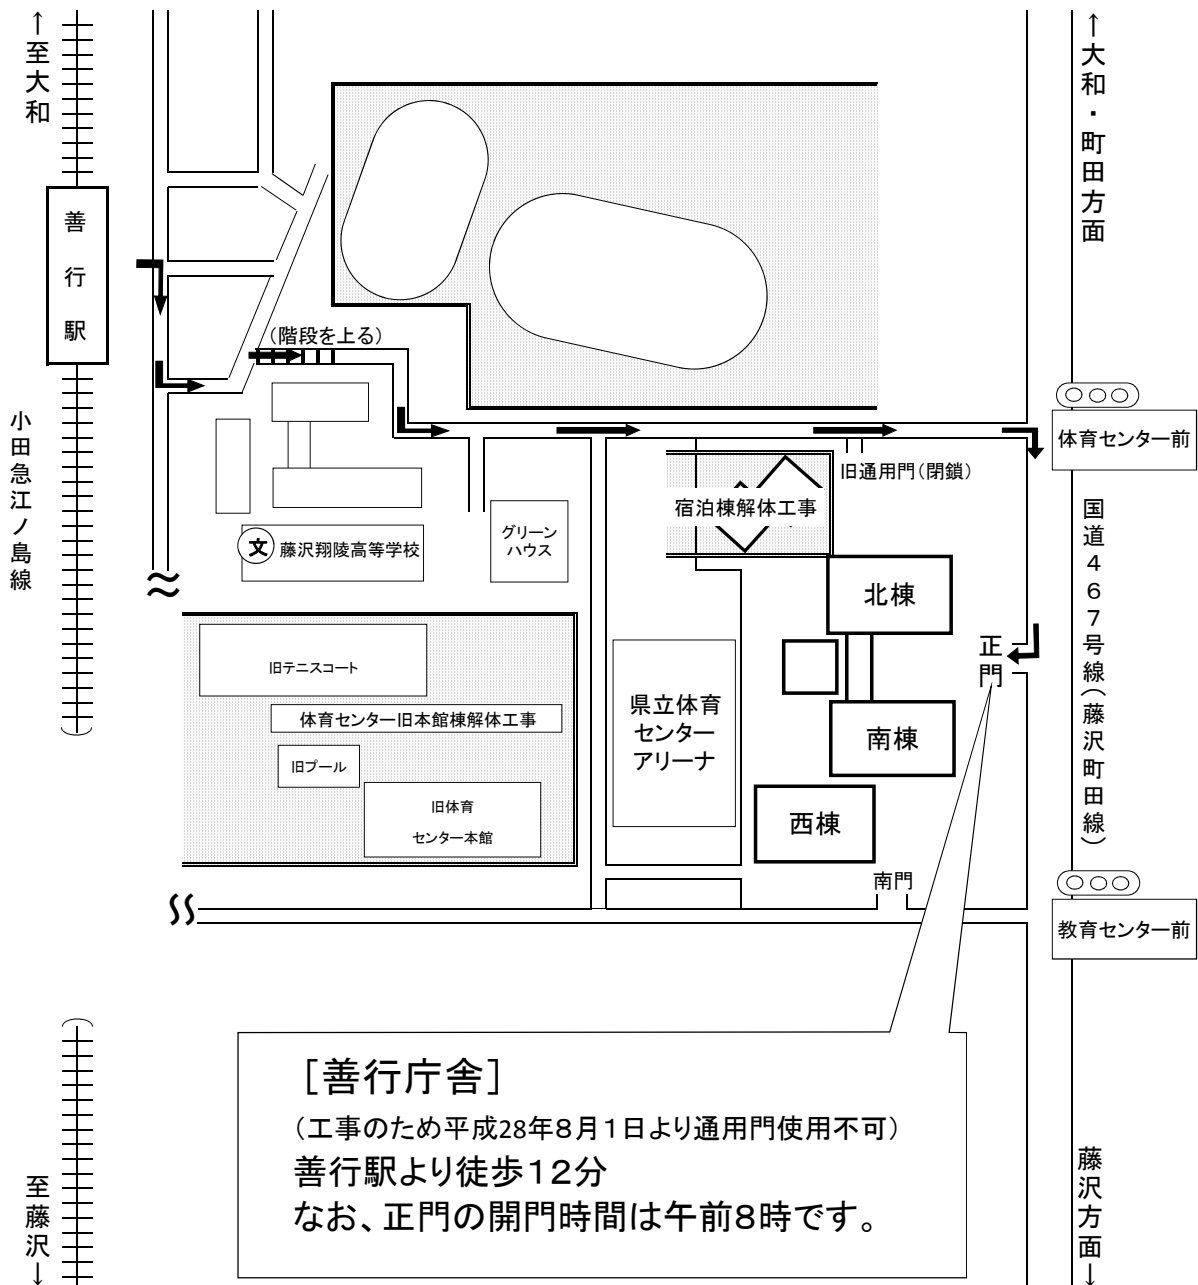 ↑至大和
善行駅
小田急江ノ島線
至藤沢↓
(階段を上る)
文
藤沢翔陵高等学校
グリーン
ハウス
旧テニスコート
体育センター旧本館棟解体工事
旧プール
旧体育
センター本館
宿泊棟解体工事
旧通用門(閉鎖)
北棟
南棟
西棟
県立体育
センター
アリーナ
正門
南門
↑大和・町田方面
体育センター前
国道467号線(藤沢町田線)
教育センター前
藤沢方面↓
[善行庁舎]
(工事のため平成28年8月1日より通用門使用不可)
善行駅より徒歩12分
なお、正門の開門時間は午前8時です。